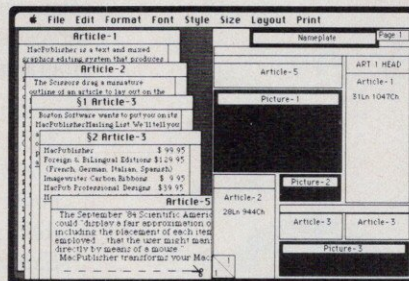 File Edit Format Font Style Size Layout Print
Article-1
MacPublisher is a text and mixed
graphics editing system that produces
Article-2
The Scissors drag a miniature
outline of an article to lay out on the
§1 Article-3
Boston Software wants to put you on its
MacPublisher Mailing List. We'll tell you
§2 Article-3
MacPublisher $ 99.95
Foreign & BiLingual Editions $129.95
(French, German, Italian, Spanish)
Imagewriter Carbon Ribbons $ 9.95
MacPub Professional Designs $39.95
Article-5
The September '84 Scientific Americ
could "display a fair approximation o
including the placement of each item
employed... that the user might man
directly by means of a mouse."
MacPublisher transforms your Mac
Nameplate
Page 1
Article-5
ART 1 HEAD
Article-1
31Ln 1047Ch
Picture-1
Picture-2
Article-2
28Ln 944Ch
Article-3
Article-3
Picture-3
1
1